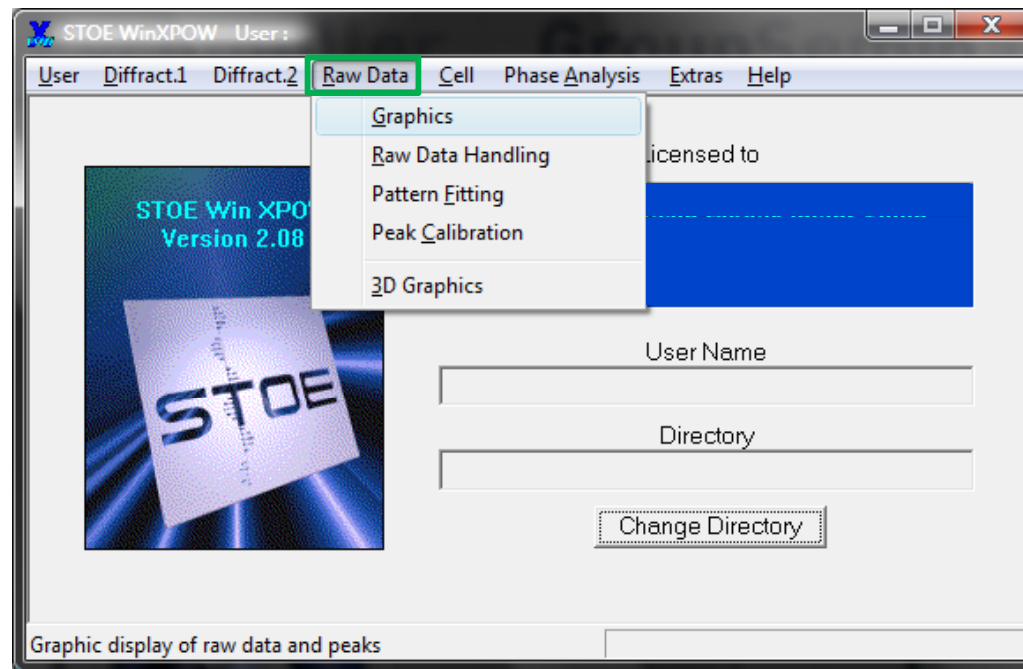 STOE WinXPOW User :
User Diffract.1 Diffract.2 Raw Data Cell Phase Analysis Extras Help
Graphics
Raw Data Handling
Pattern Fitting
Peak Calibration
3D Graphics
icensed to
STOE Win XPO
Version 2.08
STOE
User Name
Directory
Change Directory
Graphic display of raw data and peaks